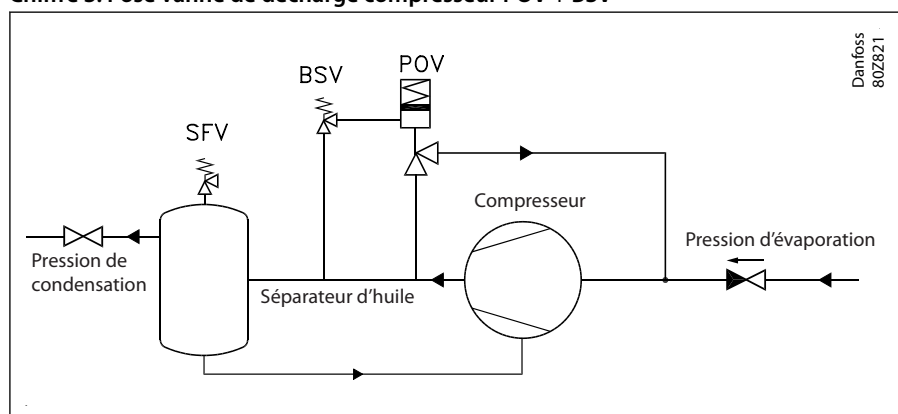 Chiffre 3: Pose vanne de décharge compresseur POV + BSV
Danfoss
80Z821
BSV
POV
SFV
Compresseur
Pression d'évaporation
Pression de
condensation
Séparateur d'huile